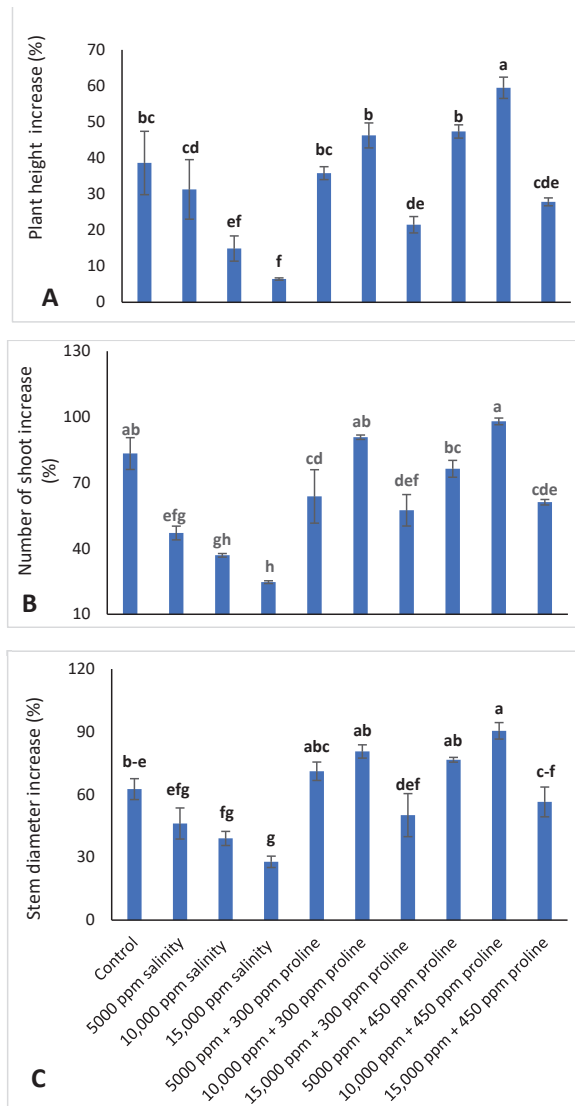 70
60
50
40
30
20
10
0
Plant height increase (%)
bc
cd
ef
f
bc
b
de
b
a
cde
A
130
100
70
40
10
Number of shoot increase
(%)
ab
efg
gh
h
cd
ab
def
bc
a
cde
B
120
90
60
30
0
Stem diameter increase (%)
b-e
efg
fg
g
abc
ab
def
ab
a
c-f
Control
5000 ppm salinity
10,000 ppm salinity
15,000 ppm salinity
5000 ppm + 300 ppm proline
10,000 ppm + 300 ppm proline
15,000 ppm + 300 ppm proline
5000 ppm + 450 ppm proline
10,000 ppm + 450 ppm proline
15,000 ppm + 450 ppm proline
C